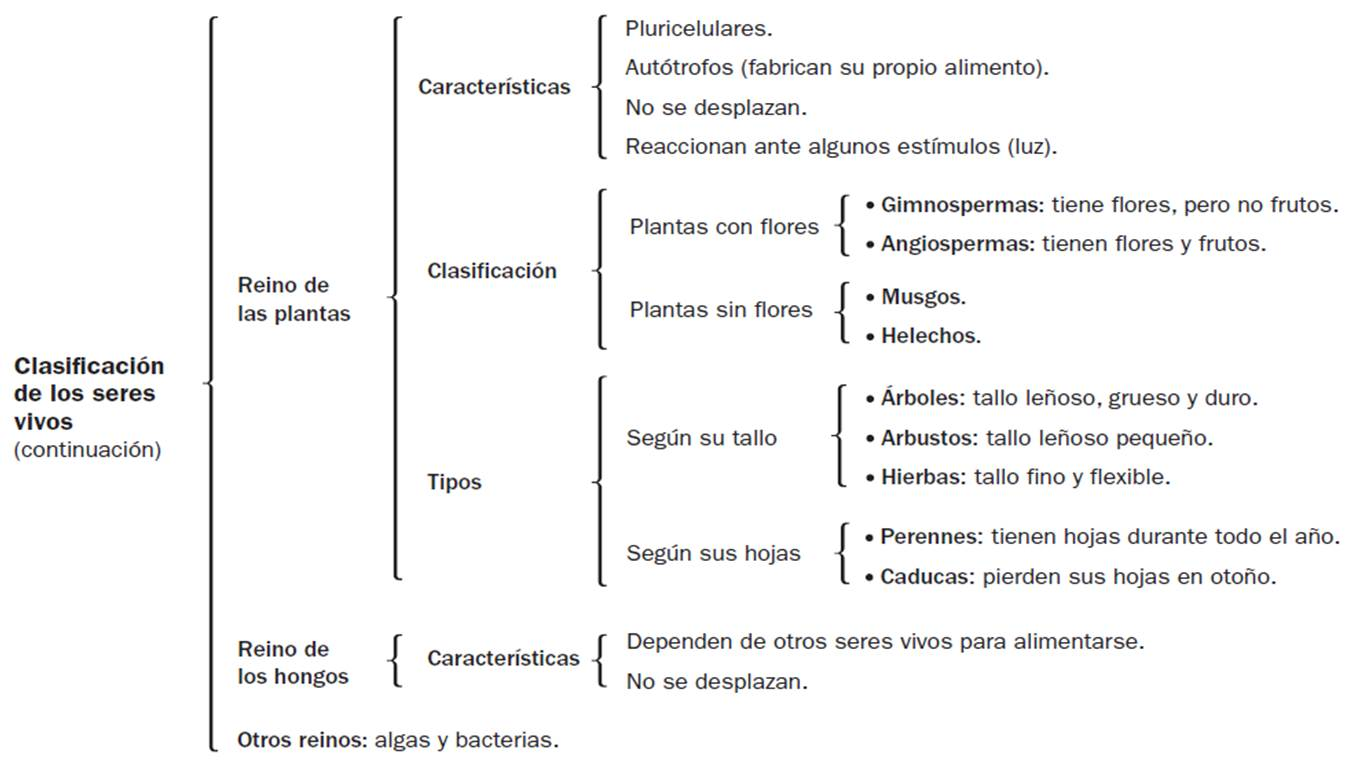 Clasificación
de los seres
vivos
(continuación)
Reino de
las plantas
Características
Pluricelulares.
Autótrofos (fabrican su propio alimento).
No se desplazan.
Reaccionan ante algunos estímulos (luz).
Clasificación
Plantas con flores
• Gimnospermas: tiene flores, pero no frutos.
• Angiospermas: tienen flores y frutos.
Plantas sin flores
• Musgos.
• Helechos.
Tipos
Según su tallo
• Árboles: tallo leñoso, grueso y duro.
• Arbustos: tallo leñoso pequeño.
• Hierbas: tallo fino y flexible.
Según sus hojas
• Perennes: tienen hojas durante todo el año.
• Caducas: pierden sus hojas en otoño.
Reino de
los hongos
Características
Dependen de otros seres vivos para alimentarse.
No se desplazan.
Otros reinos: algas y bacterias.